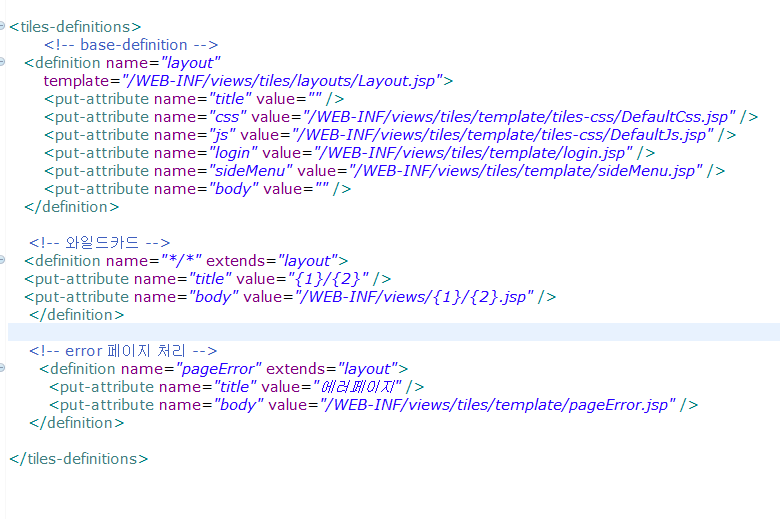 <tiles-definitions>
<!-- base-definition -->
<definition name="layout"
template="/WEB-INF/views/tiles/layouts/Layout.jsp">
<put-attribute name="title" value="" />
<put-attribute name="css" value="/WEB-INF/views/tiles/template/tiles-css/DefaultCss.jsp" />
<put-attribute name="js" value="/WEB-INF/views/tiles/template/tiles-css/DefaultJs.jsp" />
<put-attribute name="login" value="/WEB-INF/views/tiles/template/login.jsp" />
<put-attribute name="sideMenu" value="/WEB-INF/views/tiles/template/sideMenu.jsp" />
<put-attribute name="body" value="" />
</definition>
<!-- 와일드카드 -->
<definition name="*/*" extends="layout">
<put-attribute name="title" value="{1}/{2}" />
<put-attribute name="body" value="/WEB-INF/views/{1}/{2}.jsp" />
</definition>
<!-- error 페이지 처리 -->
<definition name="pageError" extends="layout">
<put-attribute name="title" value="에러페이지" />
<put-attribute name="body" value="/WEB-INF/views/tiles/template/pageError.jsp" />
</definition>
</tiles-definitions>